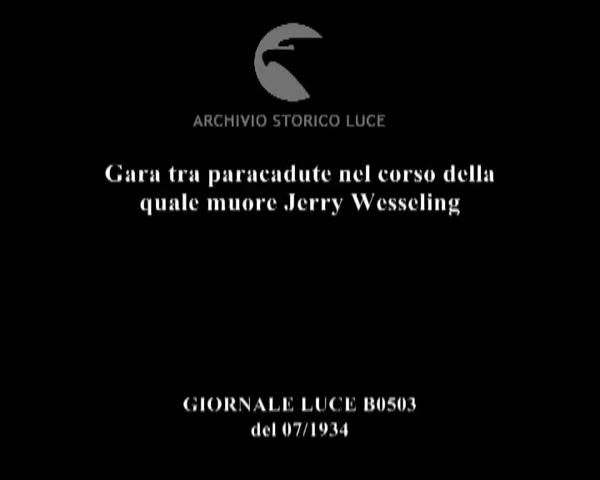 ARCHIVIO STORICO LUCE
Gara tra paracadute nel corso della
quale muore Jerry Wesseling
GIORNALE LUCE B0503
del 07/1934